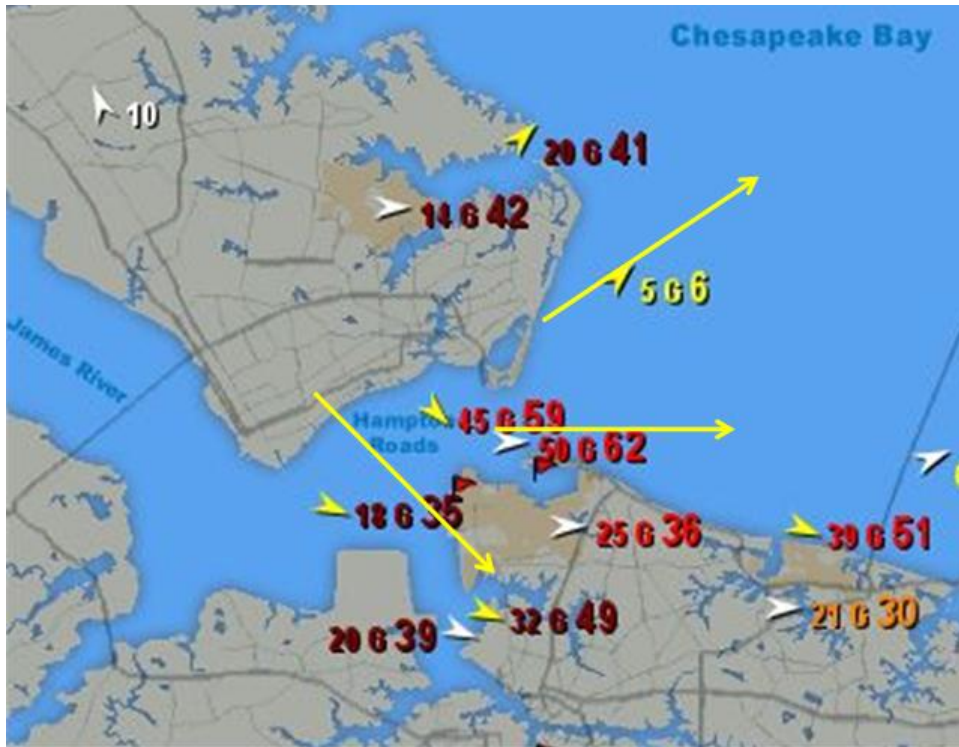 Chesapeake Bay
10
20 G 41
14 G 42
5 G 6
James River
45 G 59
Hampton
Roads
50 G 62
18 G 35
25 G 36
39 G 51
32 G 49
21 G 30
20 G 39